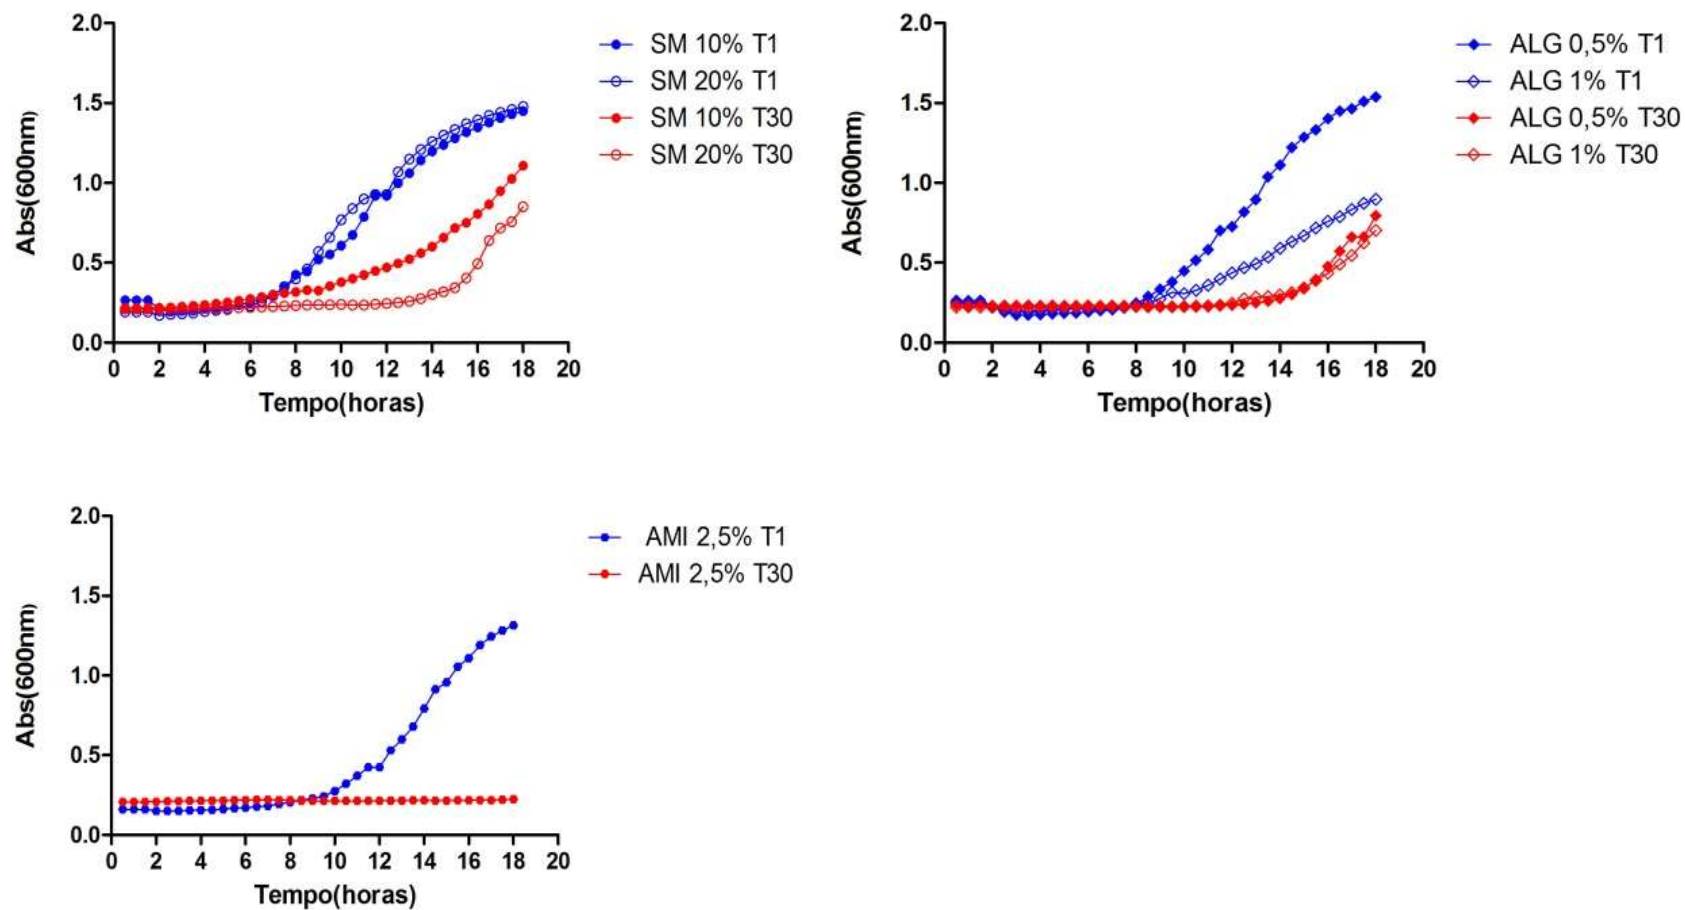 2.0
1.5
1.0
0.5
0.0
Abs(600nm)
0 2 4 6 8 10 12 14 16 18 20
Tempo(horas)
SM 10% T1
SM 20% T1
SM 10% T30
SM 20% T30
2.0
1.5
1.0
0.5
0.0
Abs(600nm)
0 2 4 6 8 10 12 14 16 18 20
Tempo(horas)
ALG 0,5% T1
ALG 1% T1
ALG 0,5% T30
ALG 1% T30
2.0
1.5
1.0
0.5
0.0
Abs(600nm)
0 2 4 6 8 10 12 14 16 18 20
Tempo(horas)
AMI 2,5% T1
AMI 2,5% T30